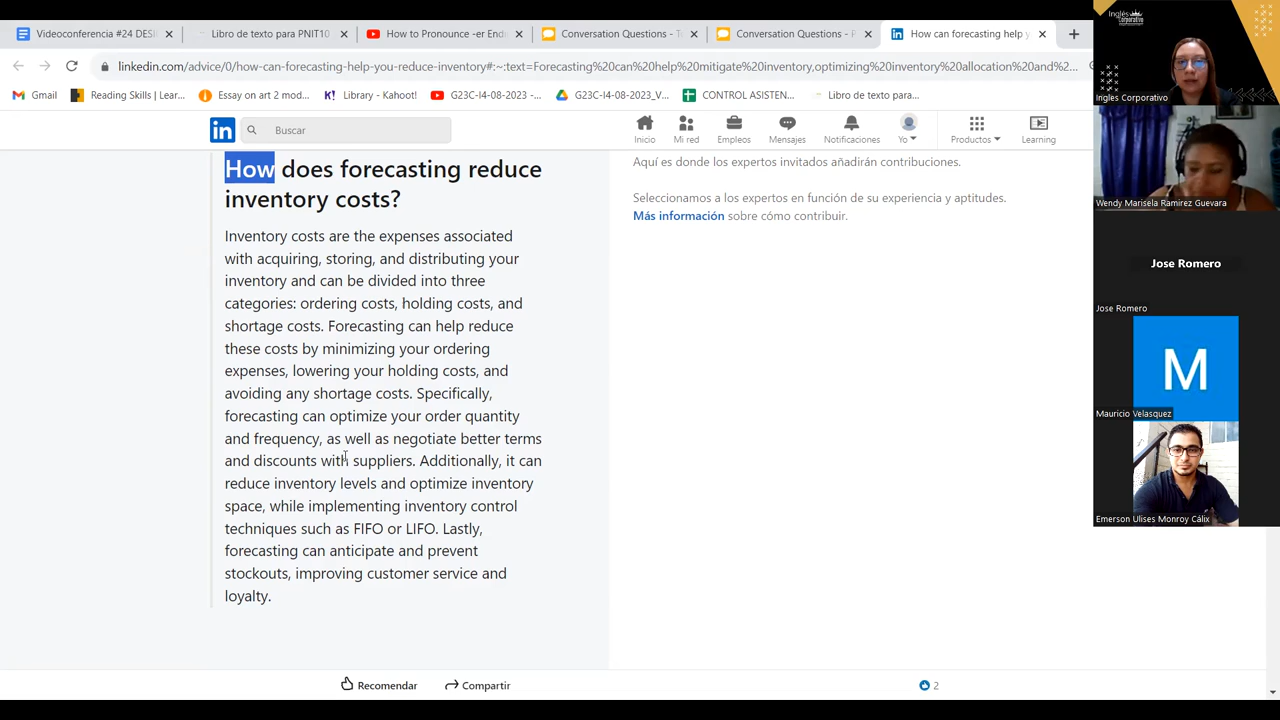 Videoconferencia #24 DESI
Libro de texto para PNIT10
How to Pronounce -er Endi
Conversation Questions - T
Conversation Questions - P
How can forecasting help y
linkedin.com/advice/0/how-can-forecasting-help-you-reduce-inventory#:~:text=Forecasting%20can%20help%20mitigate%20inventory,optimizing%20inventory%20allocation%20and%...
Gmail
Reading Skills | Lear...
Essay on art 2 mod...
Library - Kano...
G23C-I4-08-2023 -...
G23C-I4-08-2023_V...
CONTROL ASISTEN...
Libro de texto para...
in
Buscar
Inicio
Mi red
Empleos
Mensajes
Notificaciones
Yo
Productos
Learning
How does forecasting reduce
inventory costs?
Inventory costs are the expenses associated
with acquiring, storing, and distributing your
inventory and can be divided into three
categories: ordering costs, holding costs, and
shortage costs. Forecasting can help reduce
these costs by minimizing your ordering
expenses, lowering your holding costs, and
avoiding any shortage costs. Specifically,
forecasting can optimize your order quantity
and frequency, as well as negotiate better terms
and discounts with suppliers. Additionally, it can
reduce inventory levels and optimize inventory
space, while implementing inventory control
techniques such as FIFO or LIFO. Lastly,
forecasting can anticipate and prevent
stockouts, improving customer service and
loyalty.
Aquí es donde los expertos invitados añadirán contribuciones.
Seleccionamos a los expertos en función de su experiencia y aptitudes.
Más información sobre cómo contribuir.
Recomendar
Compartir
2
Inglés
Corporativo
Ingles Corporativo
Wendy Marisela Ramirez Guevara
Jose Romero
Jose Romero
M
Mauricio Velasquez
Emerson Ulises Monroy Cálix